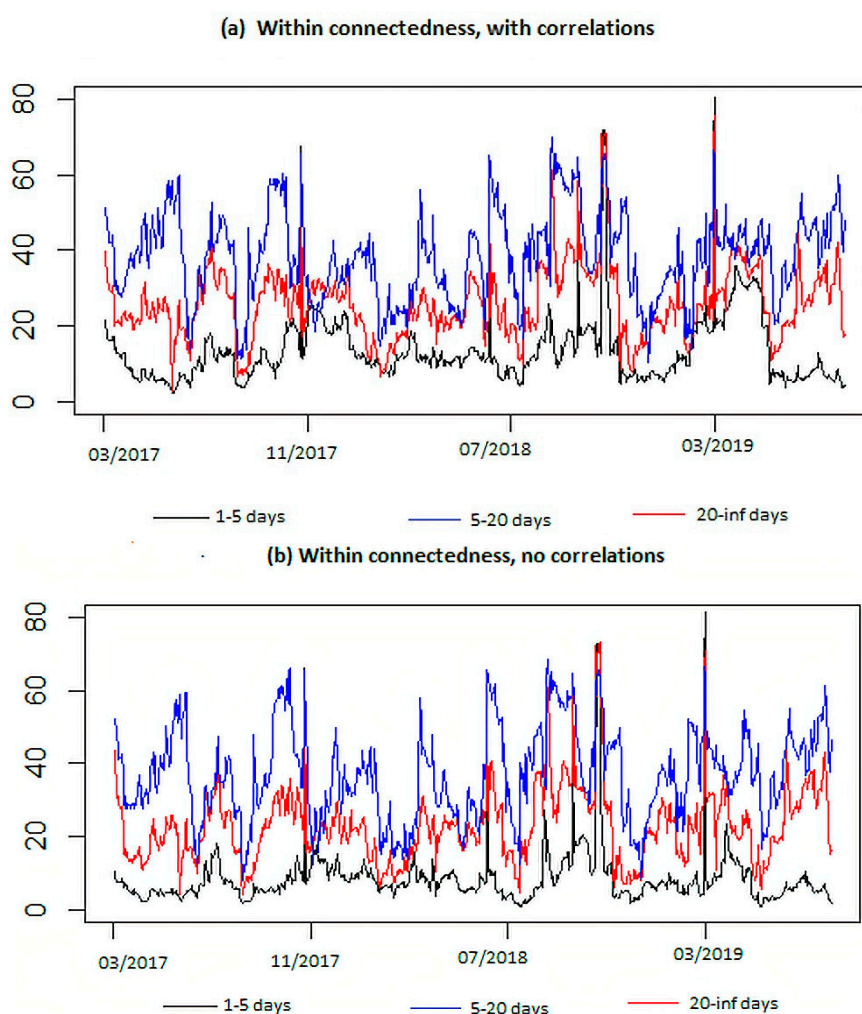 (a) Within connectedness, with correlations
80
60
40
20
0
03/2017 11/2017 07/2018 03/2019
1-5 days 5-20 days 20-inf days
(b) Within connectedness, no correlations
80
60
40
20
0
03/2017 11/2017 07/2018 03/2019
1-5 days 5-20 days 20-inf days